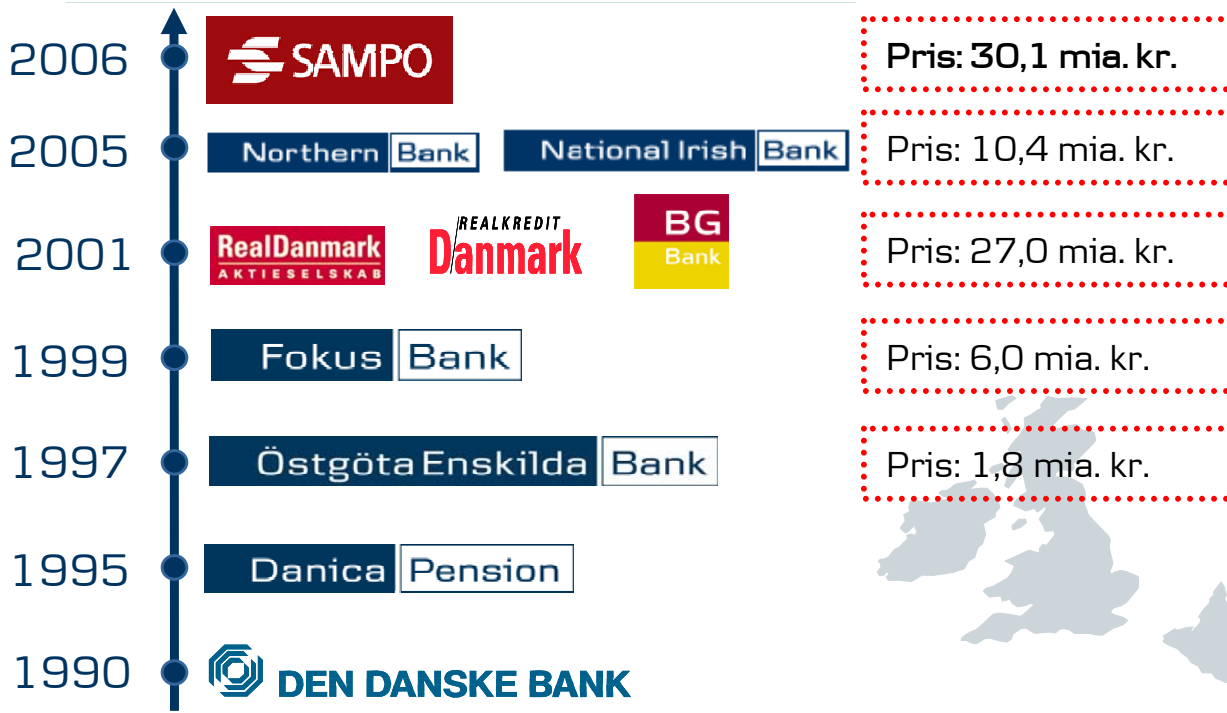 2006
SAMPO
Pris: 30,1 mia. kr.
2005
Northern Bank
National Irish Bank
Pris: 10,4 mia. kr.
2001
RealDanmark
AKTIESELSKAB
REALKREDIT
Danmark
BG
Bank
Pris: 27,0 mia. kr.
1999
Fokus Bank
Pris: 6,0 mia. kr.
1997
Östgöta Enskilda Bank
Pris: 1,8 mia. kr.
1995
Danica Pension
1990
DEN DANSKE BANK